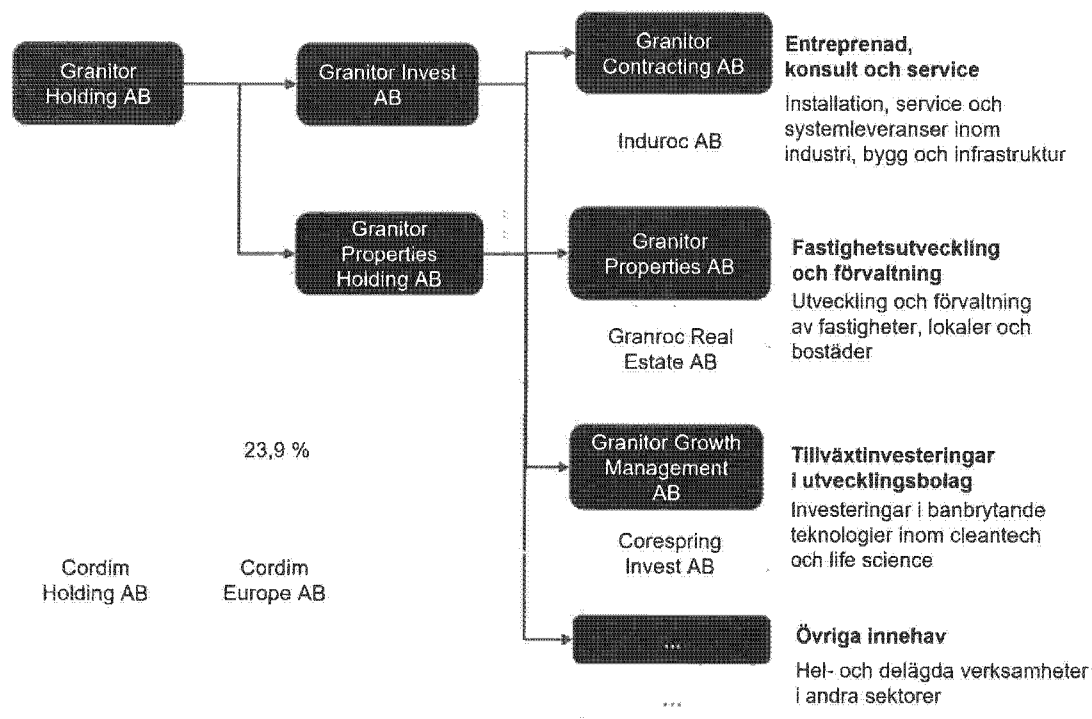 Granitor
Holding AB
Granitor Invest
AB
Granitor
Contracting AB
Entreprenad,
konsult och service
Installation, service och
systemleveranser inom
industri, bygg och infrastruktur
Induroc AB
Granitor
Properties
Holding AB
Granitor
Properties AB
Fastighetsutveckling
och förvaltning
Utveckling och förvaltning
av fastigheter, lokaler och
bostäder
Granroc Real
Estate AB
23,9 %
Granitor Growth
Management
AB
Tillväxtinvesteringar
i utvecklingsbolag
Investeringar i banbrytande
teknologier inom cleantech
och life science
Corespring
Invest AB
Cordim
Holding AB
Cordim
Europe AB
...
Övriga innehav
Hel- och delägda verksamheter
i andra sektorer
...